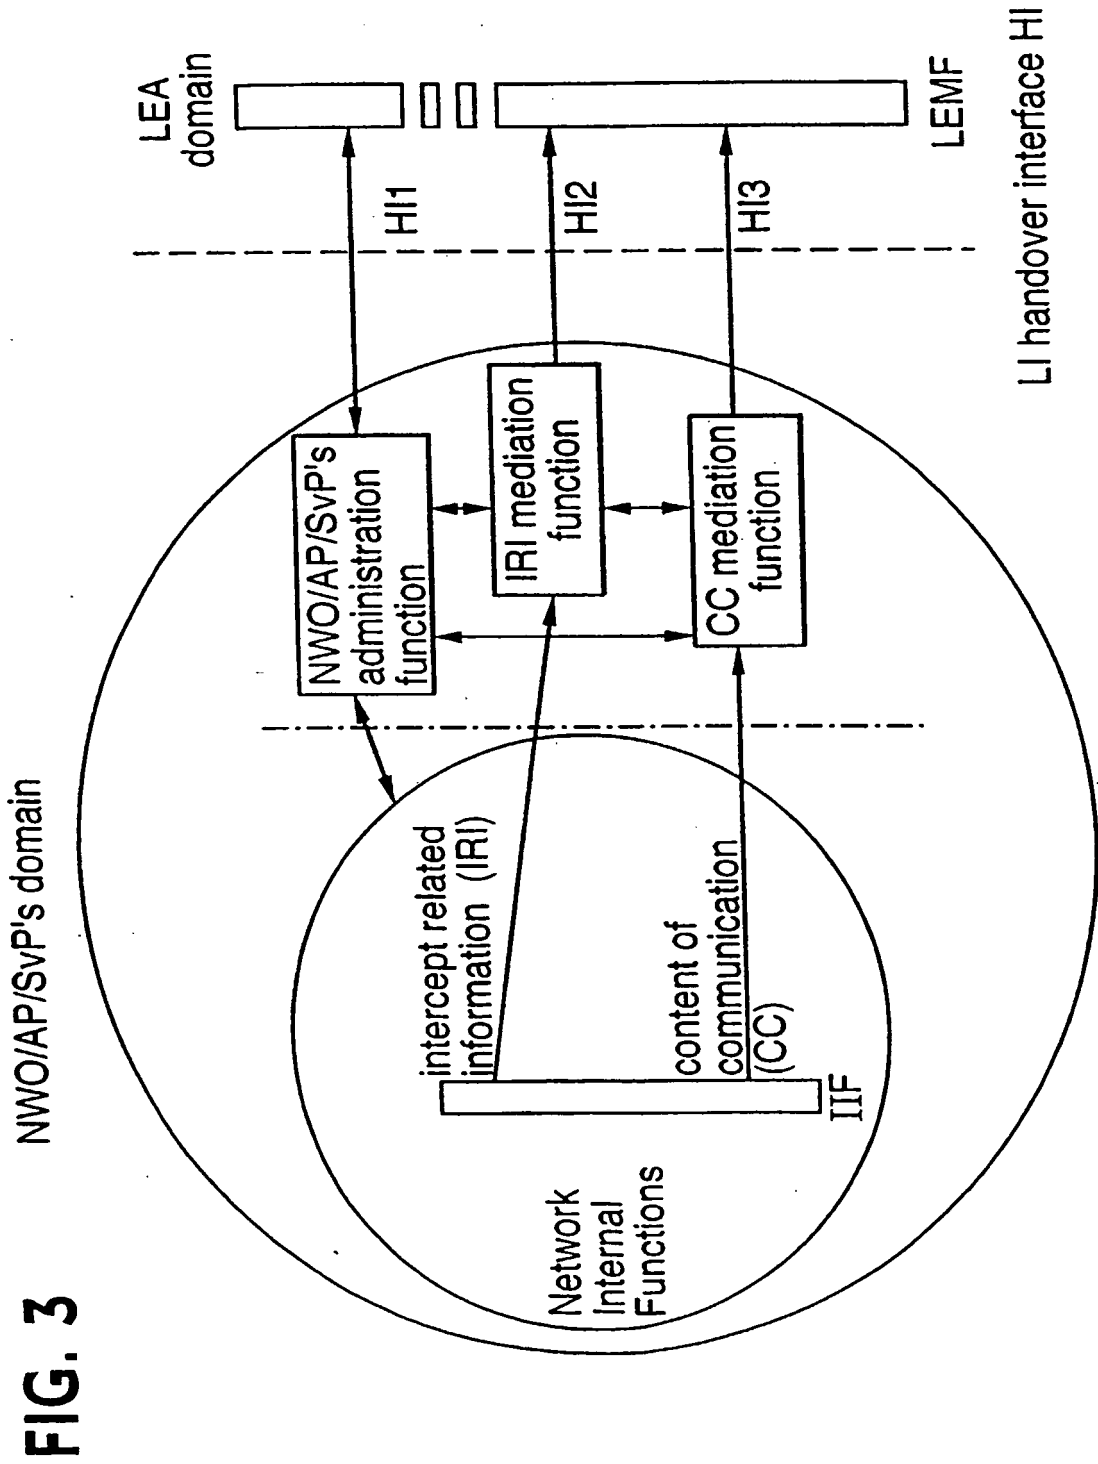 FIG. 3
NWO/AP/SvP's domain
LEA
domain
NWO/AP/SvP's
administration
function
HI1
intercept related
information (IRI)
IRI mediation
function
HI2
Network
Internal
Functions
content of
communication
(CC)
CC mediation
function
HI3
IIF
LEMF
LI handover interface HI